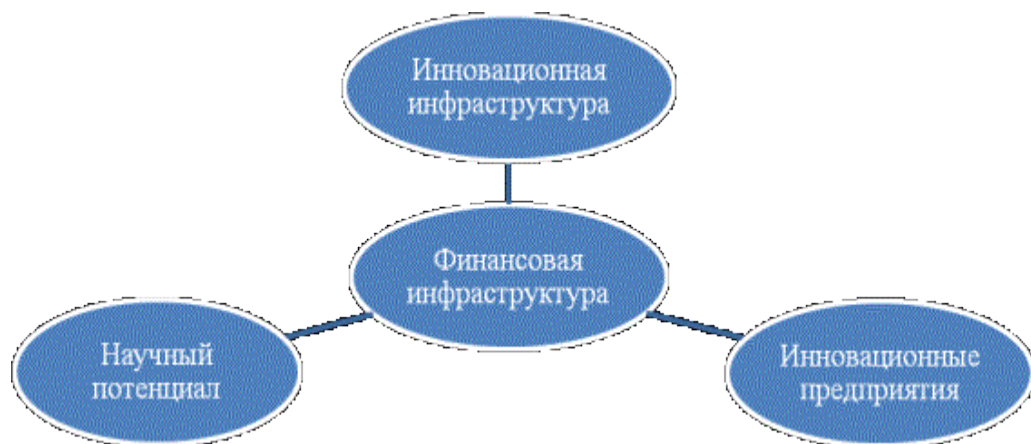 Инновационная
инфраструктура
Финансовая
инфраструктура
Научный
потенциал
Инновационные
предприятия